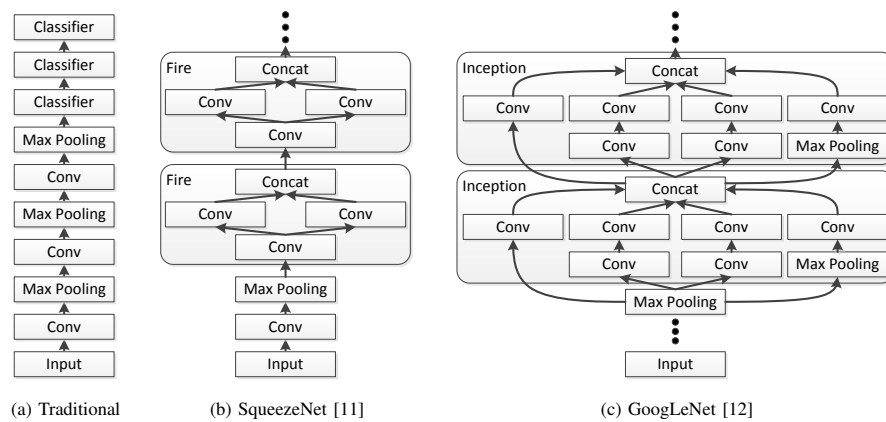 Classifier
Classifier
Classifier
Max Pooling
Conv
Max Pooling
Conv
Max Pooling
Conv
Input
(a) Traditional
Fire
Concat
Conv Conv
Conv
Fire
Concat
Conv Conv
Conv
Max Pooling
Conv
Input
(b) SqueezeNet [11]
Inception
Concat
Conv Conv Conv Conv
Conv Conv Max Pooling
Inception
Concat
Conv Conv Conv Conv
Conv Conv Max Pooling
Max Pooling
Input
(c) GoogLeNet [12]